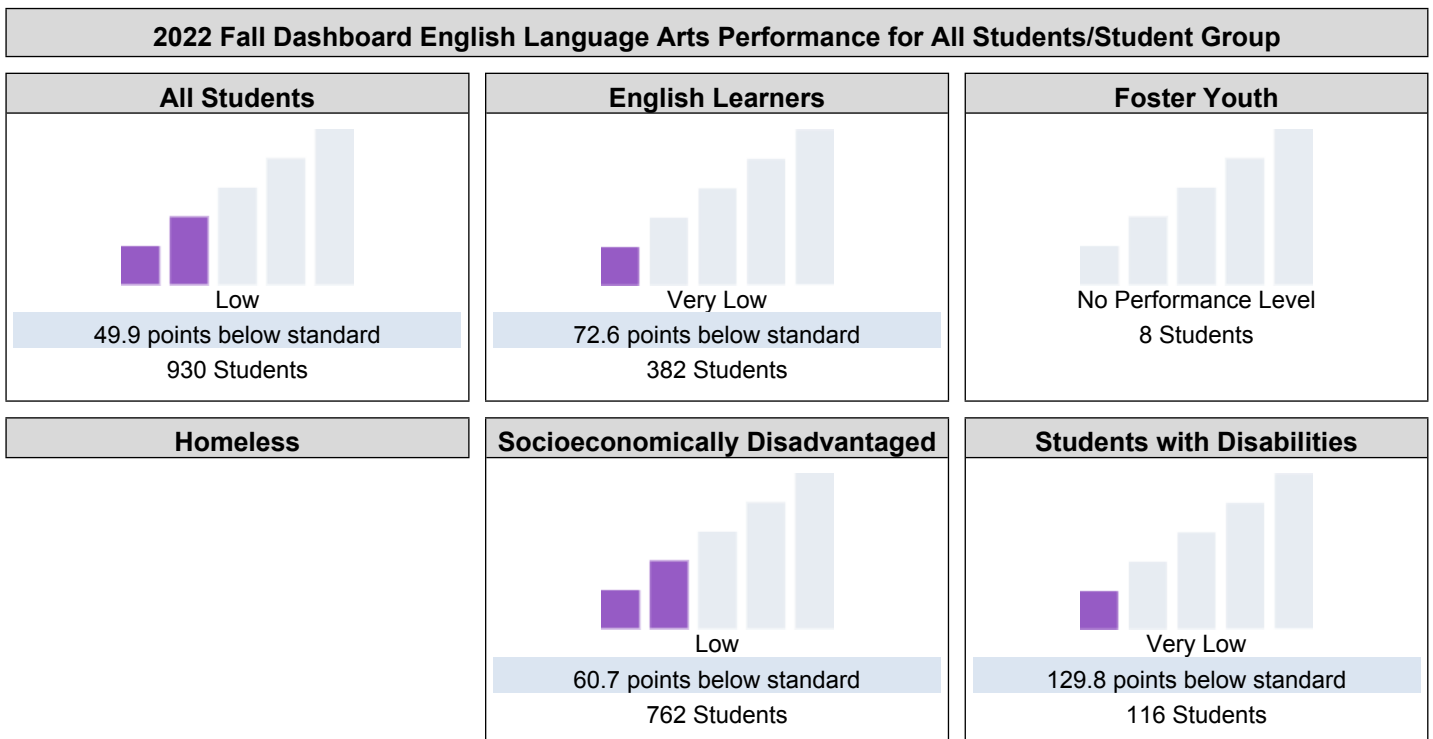 2022 Fall Dashboard English Language Arts Performance for All Students/Student Group
All Students
Low
49.9 points below standard
930 Students
English Learners
Very Low
72.6 points below standard
382 Students
Foster Youth
No Performance Level
8 Students
Homeless
Socioeconomically Disadvantaged
Low
60.7 points below standard
762 Students
Students with Disabilities
Very Low
129.8 points below standard
116 Students